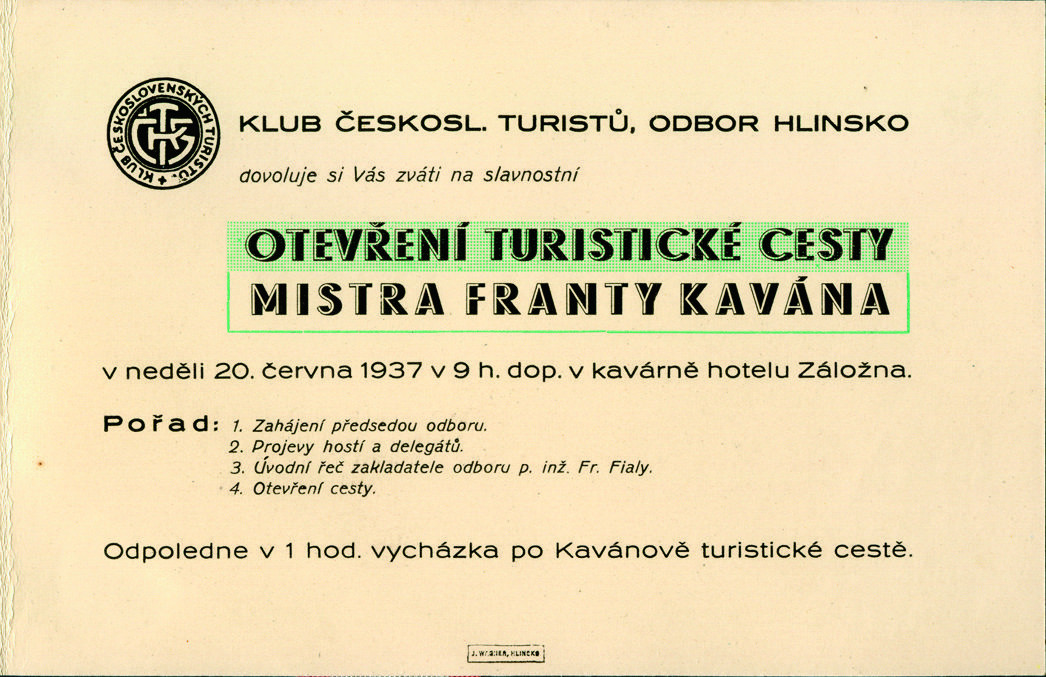 KLUB ČESKOSLOVENSKÝCH TURISTŮ.
KČT
KLUB ČESKOSL. TURISTŮ, ODBOR HLINSKO
dovoluje si Vás zváti na slavnostní
OTEVŘENÍ TURISTICKÉ CESTY
MISTRA FRANTY KAVÁNA
v neděli 20. června 1937 v 9 h. dop. v kavárně hotelu Záložna.
Pořad: 1. Zahájení předsedou odboru.
2. Projevy hostí a delegátů.
3. Úvodní řeč zakladatele odboru p. inž. Fr. Fialy.
4. Otevření cesty.
Odpoledne v 1 hod. vycházka po Kavánově turistické cestě.
J. WAGNER, HLINSKO